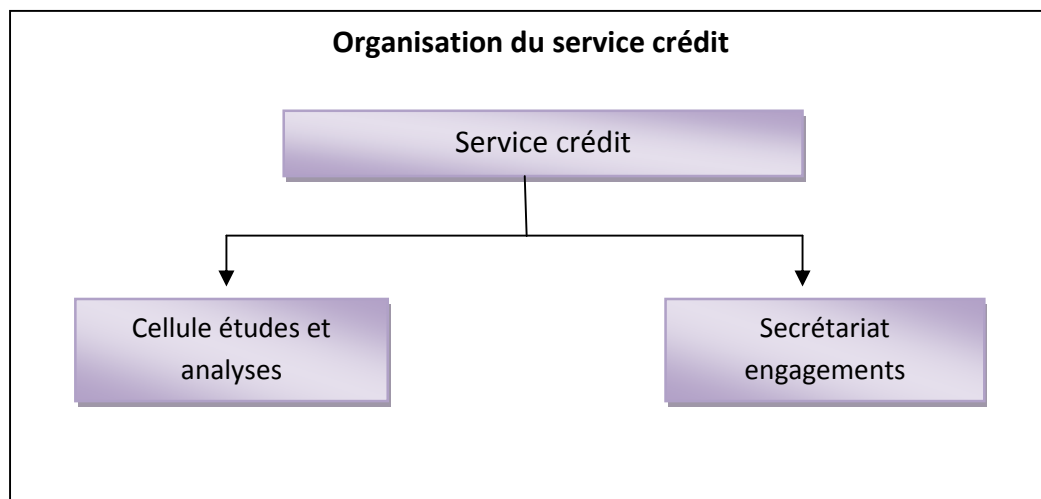 Organisation du service crédit
Service crédit
Cellule études et
analyses
Secrétariat
engagements